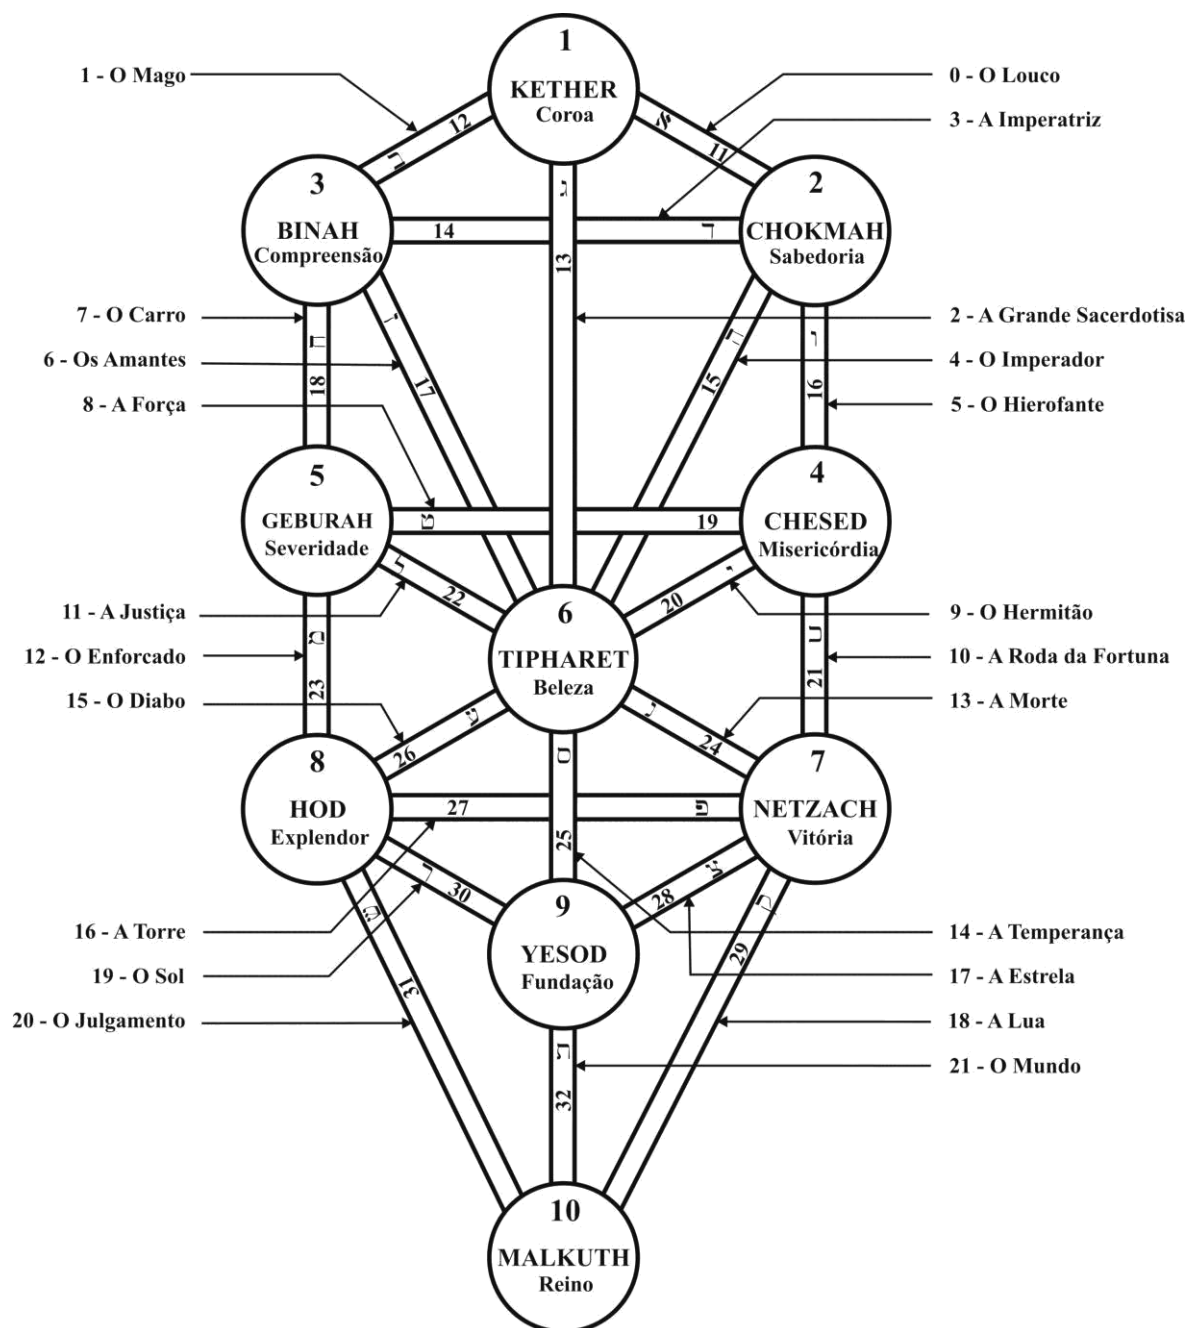 1
KETHER
Coroa
1 - O Mago
0 - O Louco
3 - A Imperatriz
12
ב
א
11
ג
3
BINAH
Compreensão
2
CHOKMAH
Sabedoria
14
ד
13
7 - O Carro
6 - Os Amantes
8 - A Força
2 - A Grande Sacerdotisa
4 - O Imperador
5 - O Hierofante
ח
18
ז
17
ה
15
16
5
GEBURAH
Severidade
4
CHESED
Misericórdia
ט
19
ל
22
י
20
11 - A Justiça
12 - O Enforcado
15 - O Diabo
9 - O Hermitão
10 - A Roda da Fortuna
13 - A Morte
6
TIPHARET
Beleza
מ
23
21
ע
26
נ
24
ס
25
8
HOD
Explendor
7
NETZACH
Vitória
27
פ
30
28
צ
ק
29
ש
31
16 - A Torre
19 - O Sol
20 - O Julgamento
14 - A Temperança
17 - A Estrela
18 - A Lua
21 - O Mundo
9
YESOD
Fundação
32
10
MALKUTH
Reino